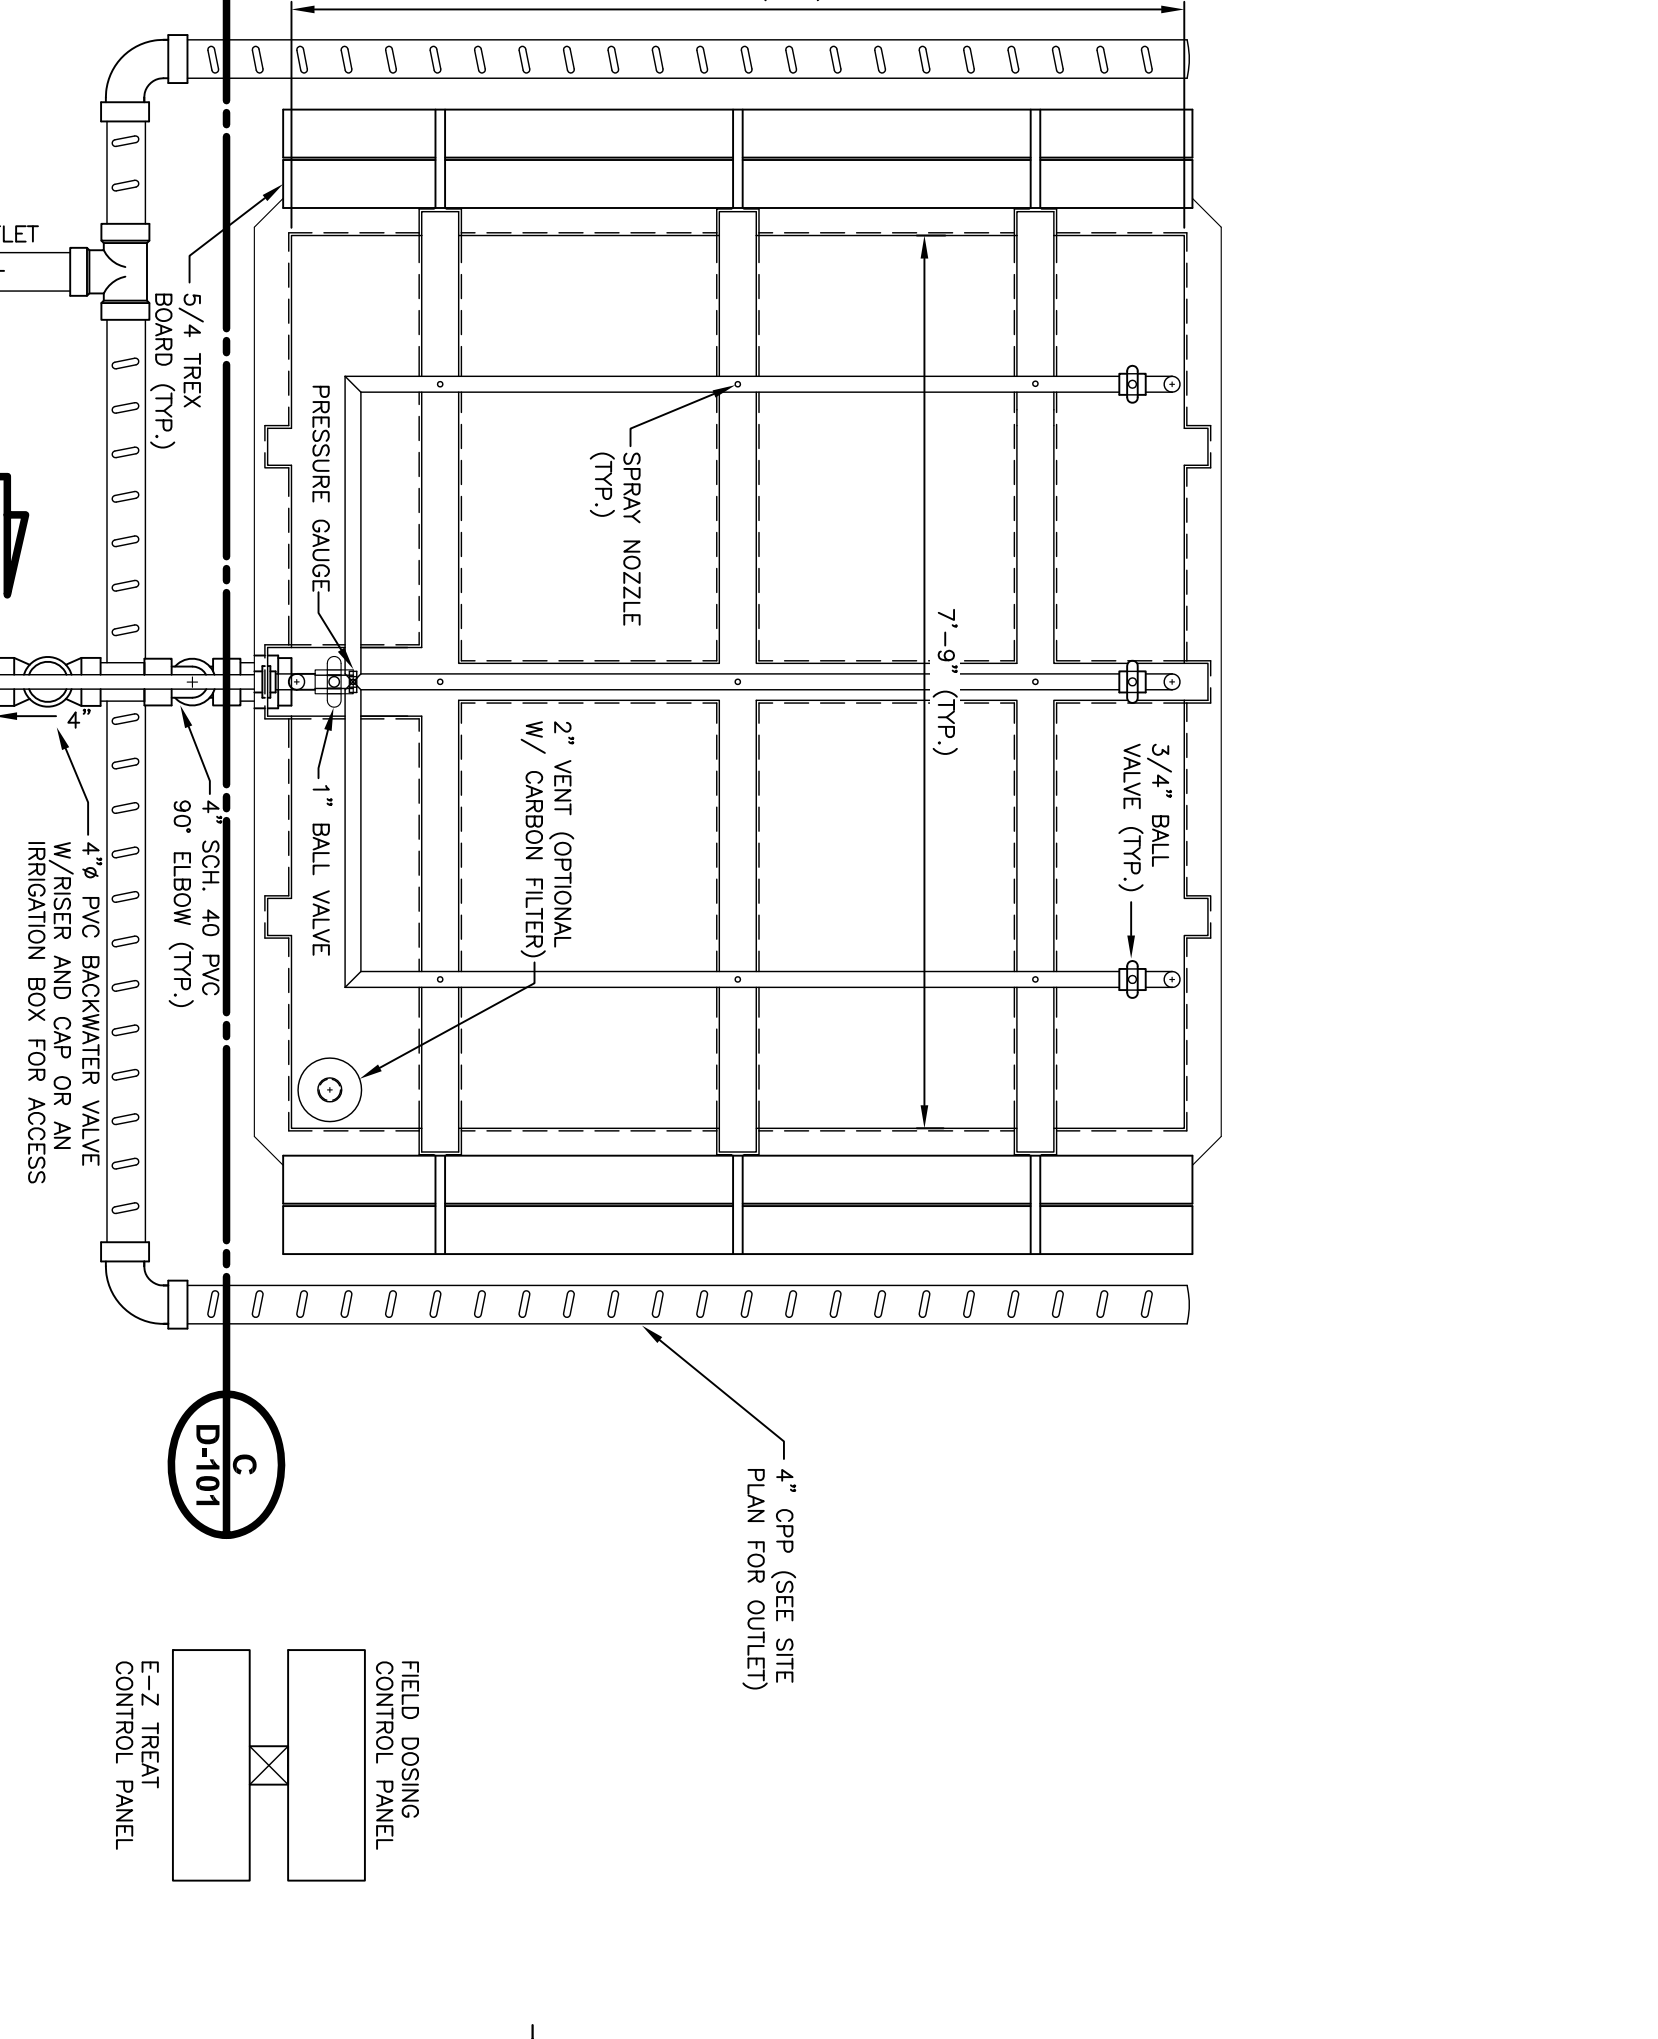 5/4 TREX
BOARD (TYP.)
PRESSURE GAUGE
SPRAY NOZZLE
(TYP.)
7'-9" (TYP.)
3/4" BALL
VALVE (TYP.)
2" VENT (OPTIONAL
W/ CARBON FILTER)
1" BALL VALVE
4" SCH. 40 PVC
90° ELBOW (TYP.)
4"
4"ø PVC BACKWATER VALVE
W/RISER AND CAP OR AN
IRRIGATION BOX FOR ACCESS
C
D-101
4" CPP (SEE SITE
PLAN FOR OUTLET)
FIELD DOSING
CONTROL PANEL
E-Z TREAT
CONTROL PANEL